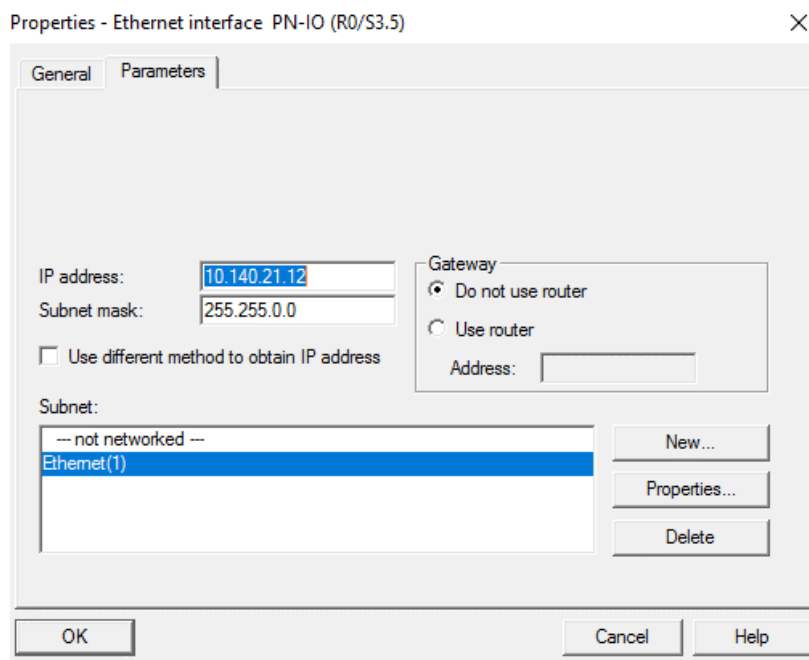 Properties - Ethernet interface PN-IO (R0/S3.5)
General
Parameters
IP address:
10.140.21.12
Subnet mask:
255.255.0.0
Use different method to obtain IP address
Gateway
Do not use router
Use router
Address:
Subnet:
--- not networked ---
Ethernet(1)
New...
Properties...
Delete
OK
Cancel
Help